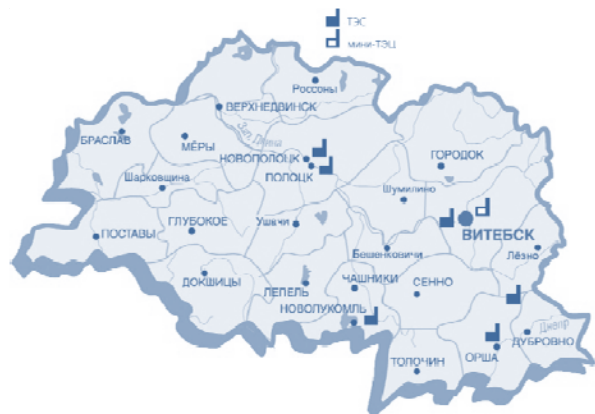 ТЭС
мини-ТЭЦ
Россоны
ВЕРХНЕДВИНСК
БРАСЛАВ
МЁРЫ
Зап. Двина
НОВОПОЛОЦК
ПОЛОЦК
ГОРОДОК
Шарковщина
Шумилино
ПОСТАВЫ
ГЛУБОКОЕ
Ушачи
ВИТЕБСК
Бешенковичи
Лёзно
ДОКШИЦЫ
ЛЕПЕЛЬ
ЧАШНИКИ
СЕННО
НОВОЛУКОМЛЬ
Днепр
ДУБРОВНО
ОРША
ТОЛОЧИН